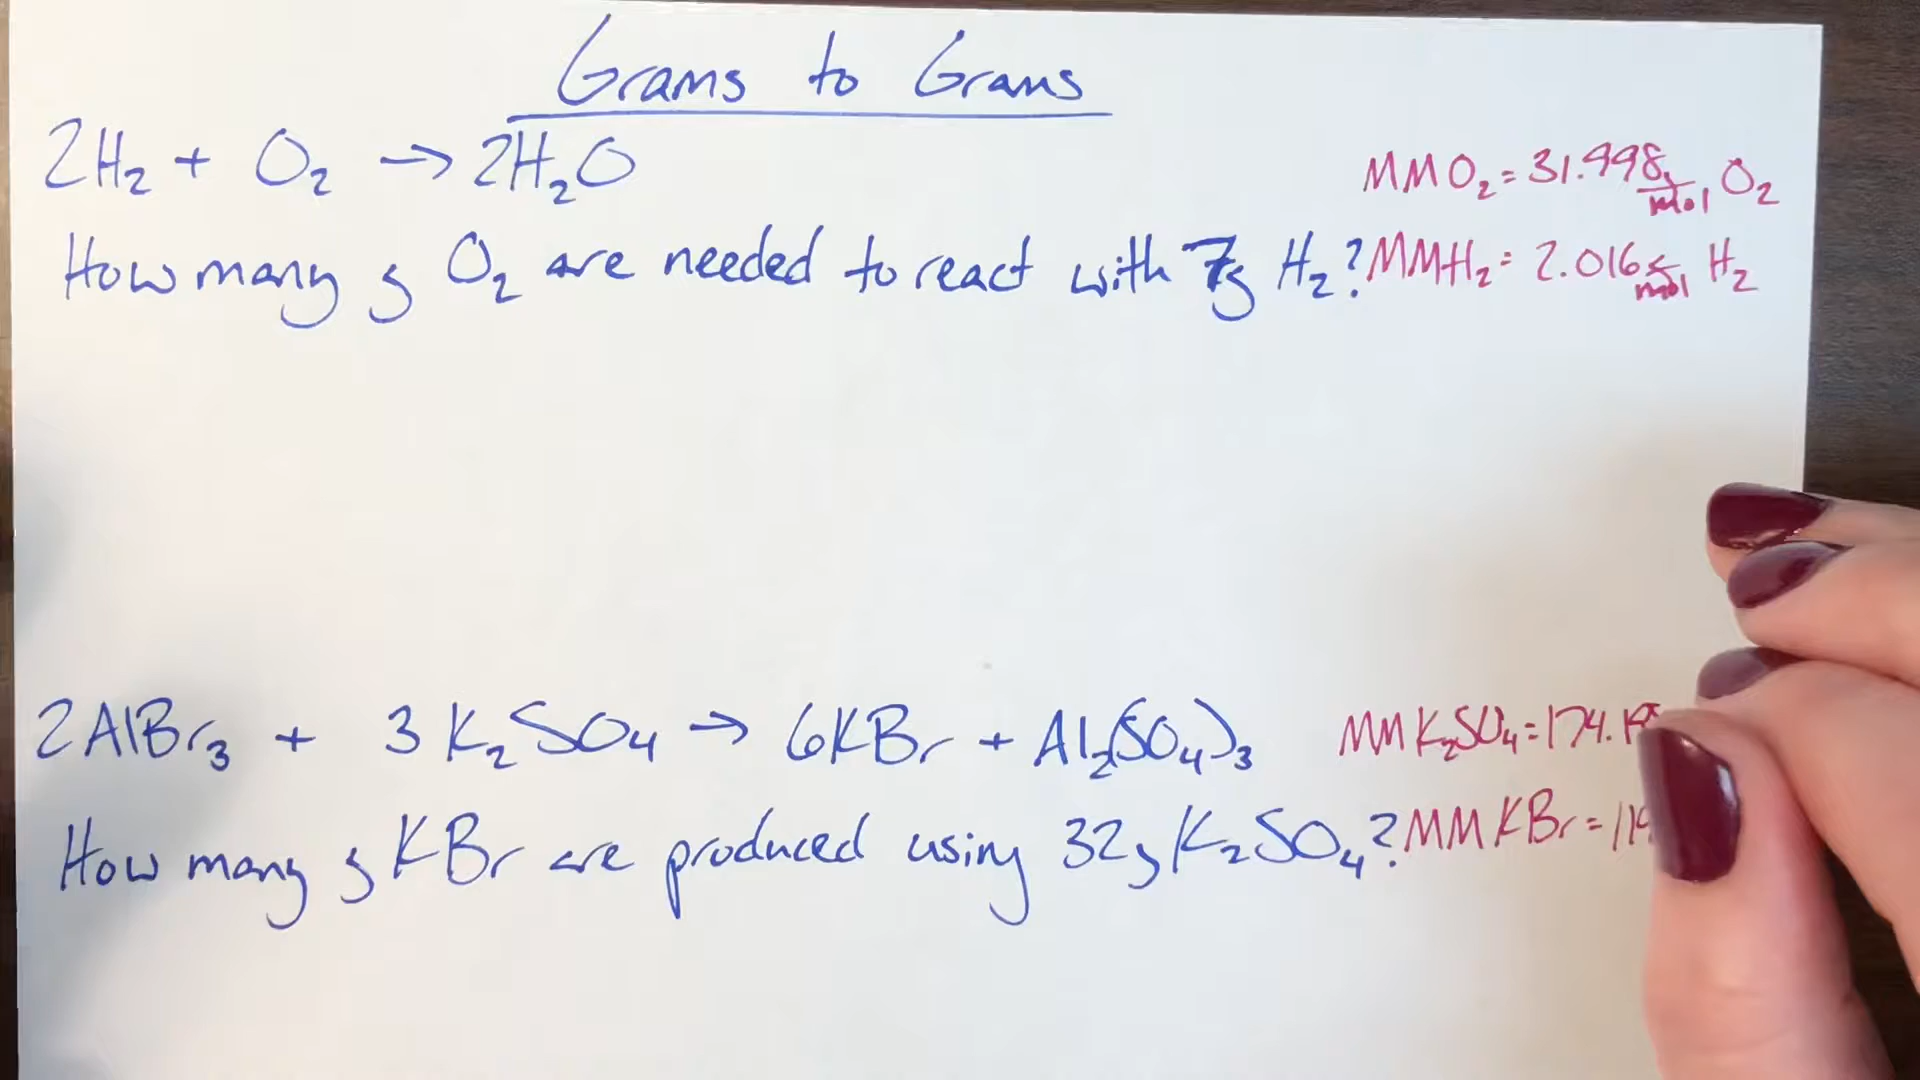 Grams to Grams
2H₂ + O₂ → 2H₂O
MMO₂ = 31.998 g/mol O₂
How many g O₂ are needed to react with 7g H₂?
MMH₂ = 2.016 g/mol H₂
2AlBr₃ + 3K₂SO₄ → 6KBr + Al₂(SO₄)₃
MMK₂SO₄ = 174.1
How many g KBr are produced using 32g K₂SO₄?
MMKBr = 11